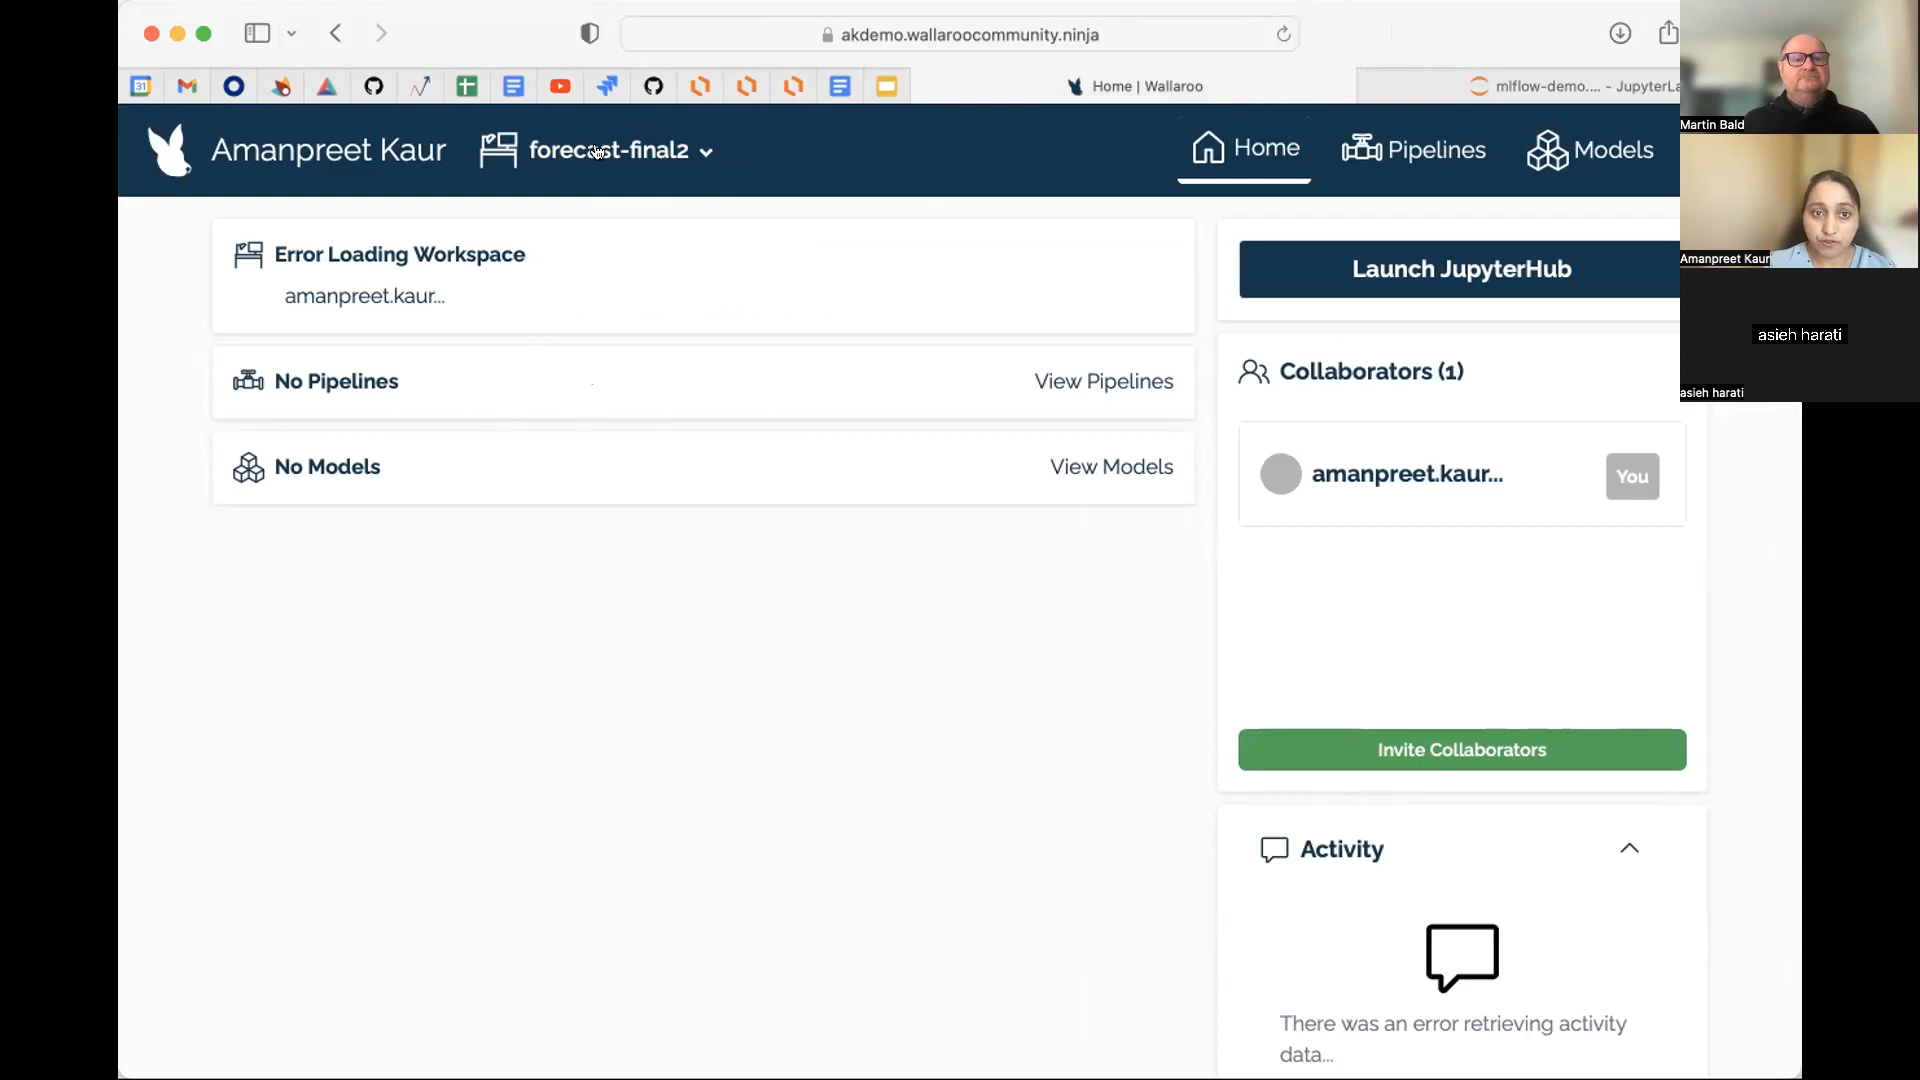 akdemo.wallaroocommunity.ninja
31
Home | Wallaroo
mlflow-demo.... - JupyterLa
Amanpreet Kaur
forecast-final2
Home
Pipelines
Models
Martin Bald
Amanpreet Kaur
asieh harati
asieh harati
Error Loading Workspace
amanpreet.kaur...
No Pipelines
View Pipelines
No Models
View Models
Launch JupyterHub
Collaborators (1)
amanpreet.kaur...
You
Invite Collaborators
Activity
There was an error retrieving activity
data...